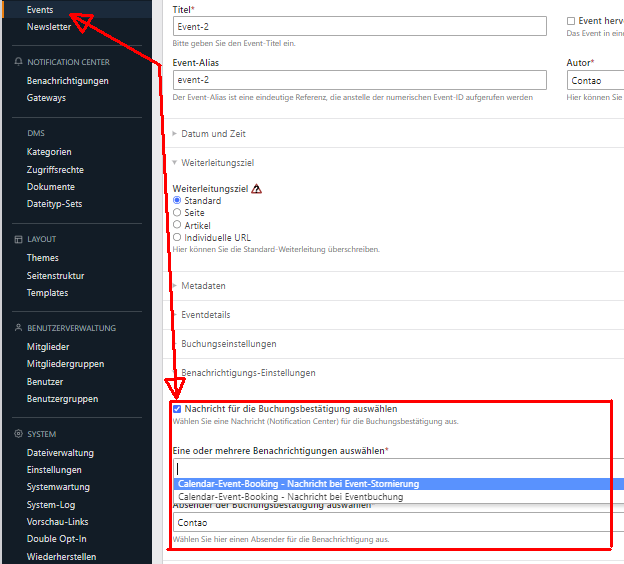 Events
Newsletter
NOTIFICATION CENTER
Benachrichtigungen
Gateways
DMS
Kategorien
Zugriffsrechte
Dokumente
Dateityp-Sets
LAYOUT
Themes
Seitenstruktur
Templates
BENUTZERVERWALTUNG
Mitglieder
Mitgliedergruppen
Benutzer
Benutzergruppen
SYSTEM
Dateiverwaltung
Einstellungen
Systemwartung
System-Log
Vorschau-Links
Double Opt-In
Wiederherstellen
Titel*
Event-2
Bitte geben Sie den Event-Titel ein.
Event herv
Das Event in eine
Event-Alias
event-2
Der Event-Alias ist eine eindeutige Referenz, die anstelle der numerischen Event-ID aufgerufen werden
Autor*
Contao
Hier können Sie
Datum und Zeit
Weiterleitungsziel
Weiterleitungsziel
Standard
Seite
Artikel
Individuelle URL
Hier können Sie die Standard-Weiterleitung überschreiben.
Metadaten
Eventdetails
Buchungseinstellungen
Benachrichtigungs-Einstellungen
Nachricht für die Buchungsbestätigung auswählen
Wählen Sie eine Nachricht (Notification Center) für die Buchungsbestätigung aus.
Eine oder mehrere Benachrichtigungen auswählen*
Calendar-Event-Booking - Nachricht bei Event-Stornierung
Calendar-Event-Booking - Nachricht bei Eventbuchung
Absender der Buchungsbestätigung auswählen*
Contao
Wählen Sie hier einen Absender für die Benachrichtigung aus.